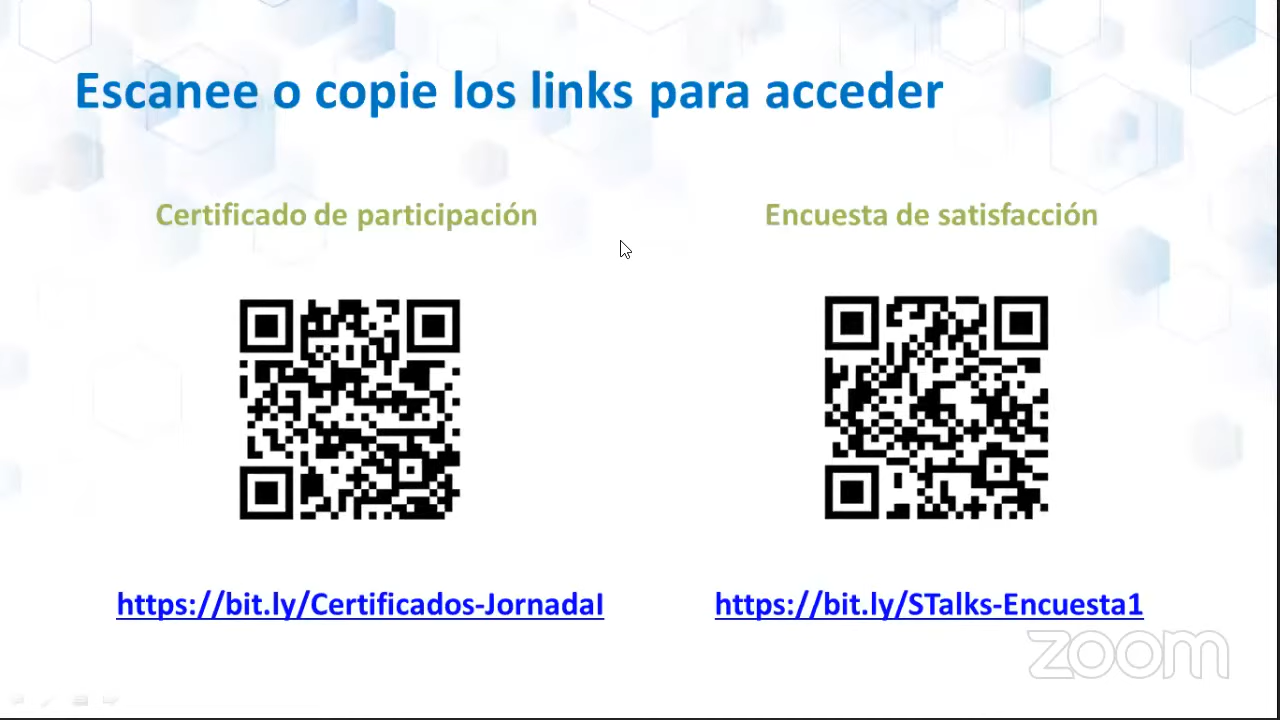 Escanee o copie los links para acceder
Certificado de participación
Encuesta de satisfacción
https://bit.ly/Certificados-JornadaI
https://bit.ly/STalks-Encuesta1
zoom